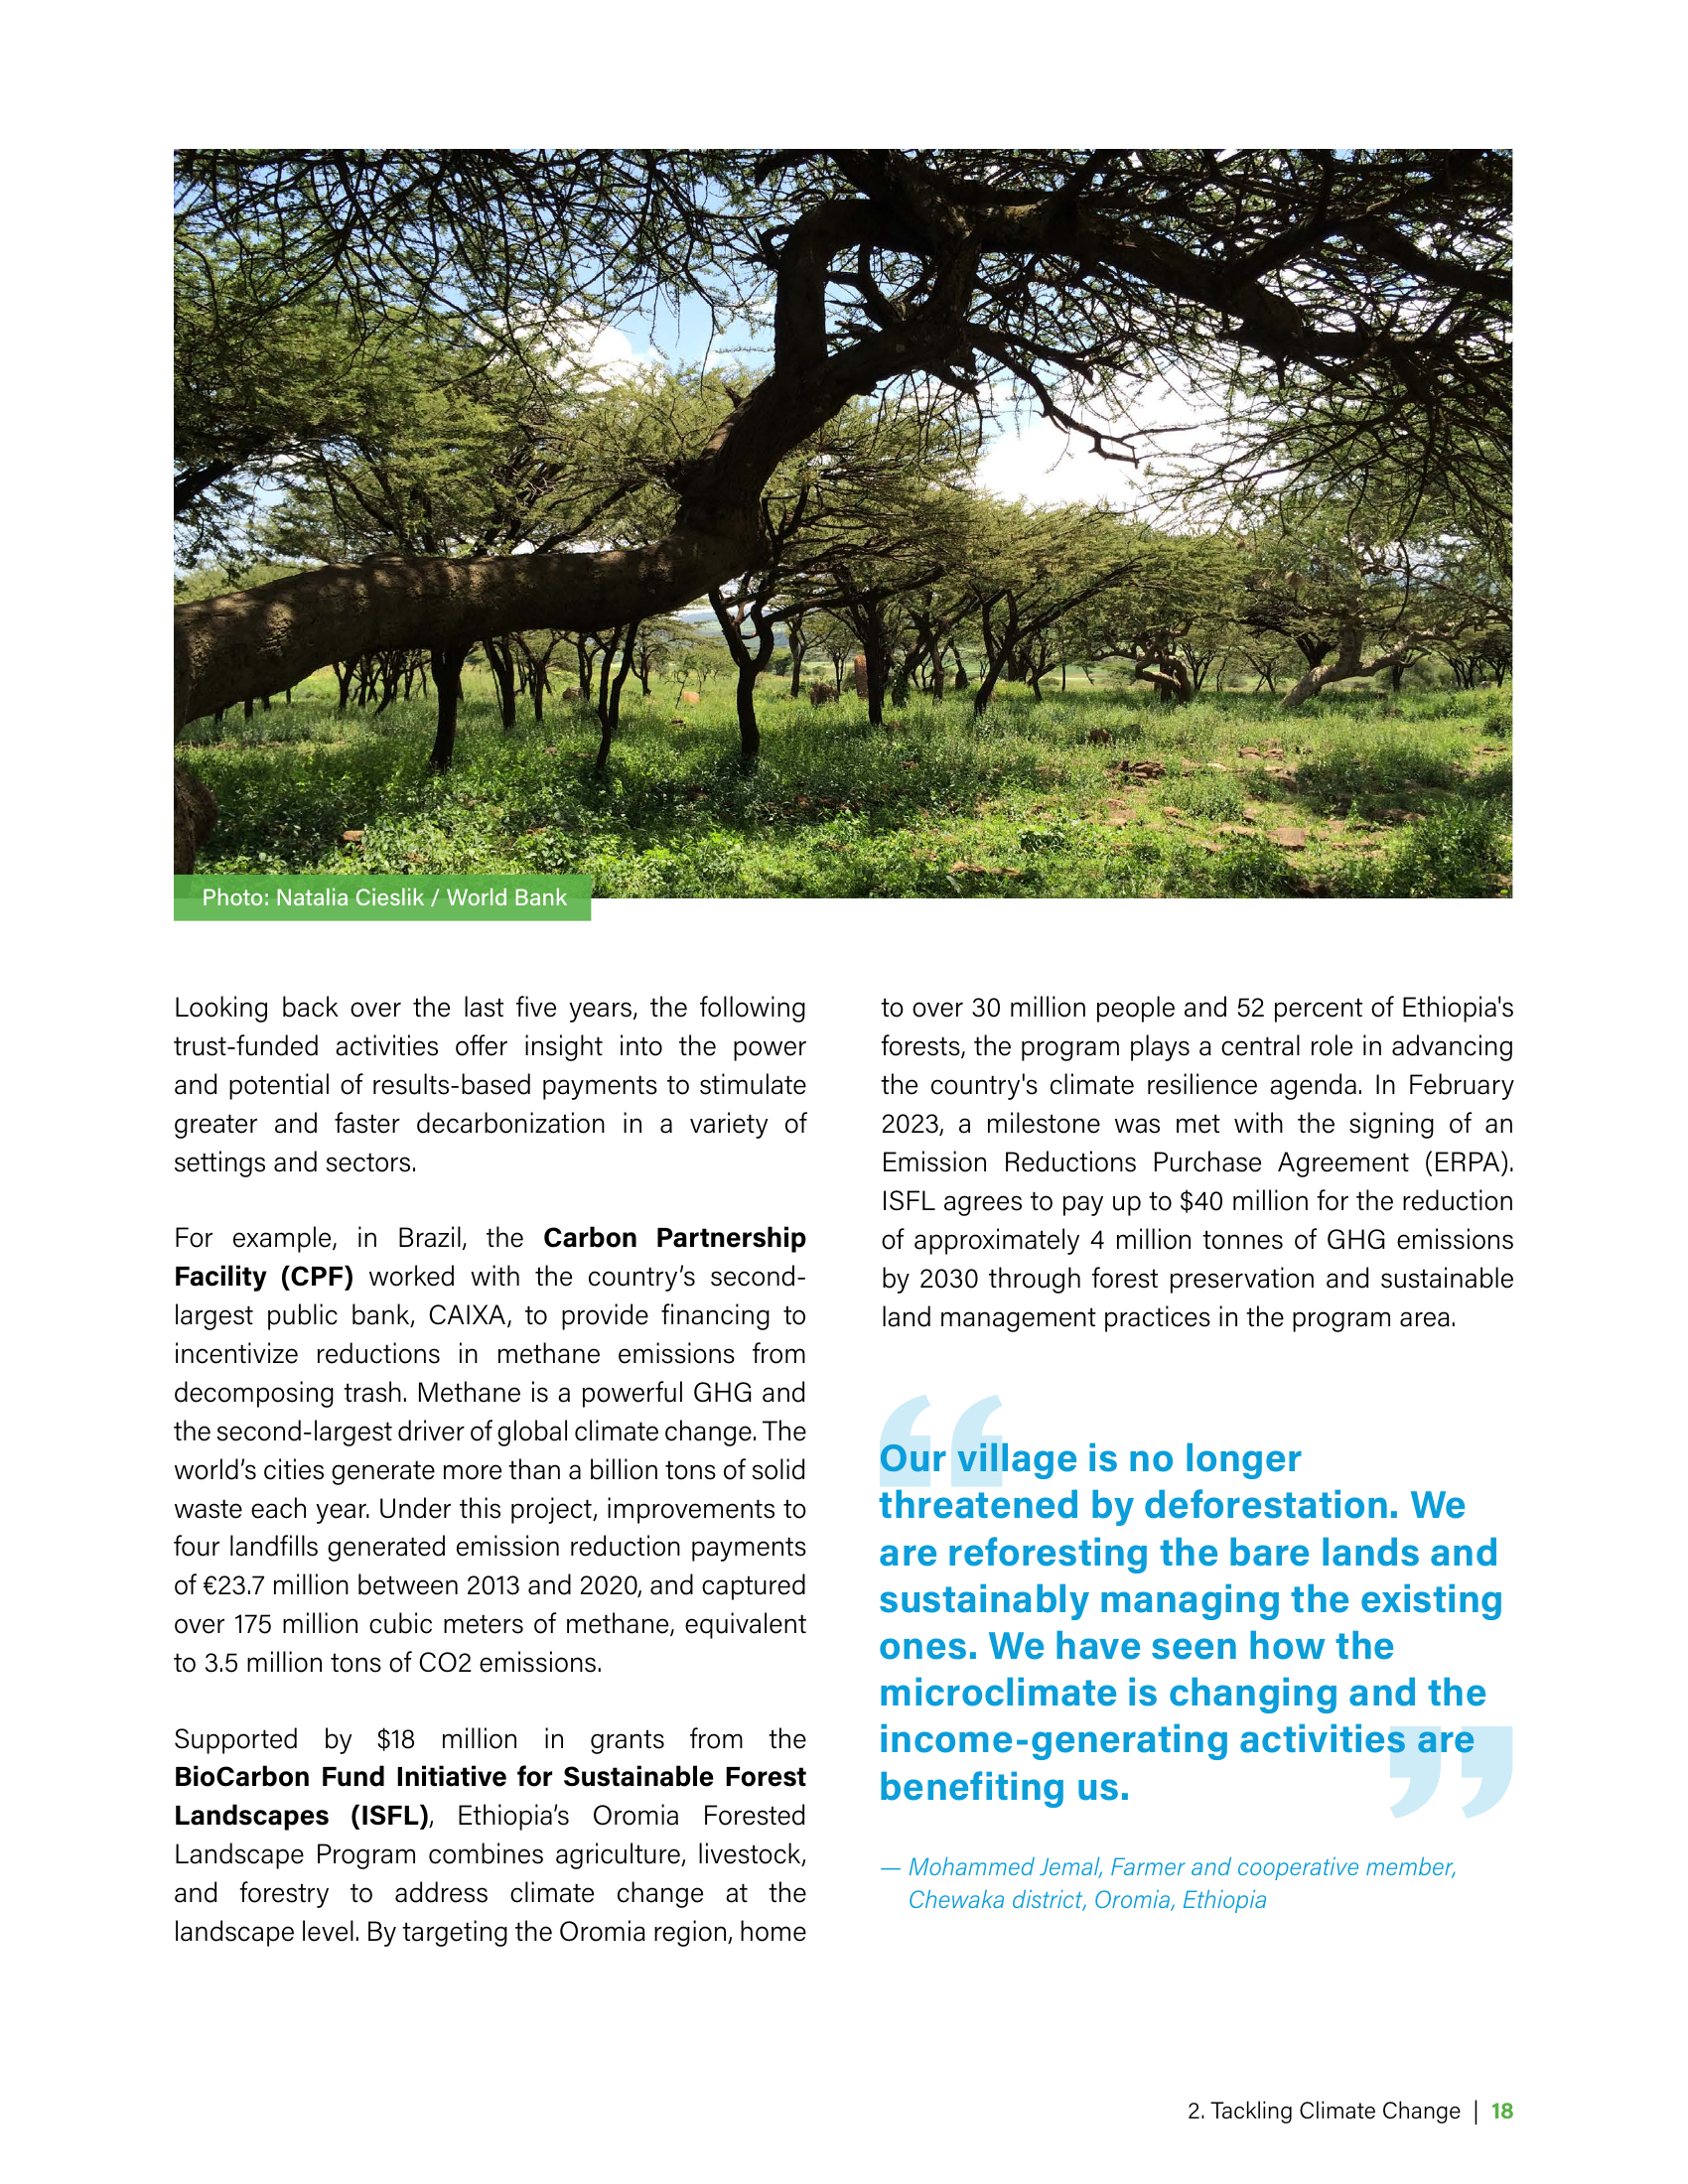 Photo: Natalia Cieslik / World Bank
Looking back over the last five years, the following
trust-funded activities offer insight into the power
and potential of results-based payments to stimulate
greater and faster decarbonization in a variety of
settings and sectors.
For example, in Brazil, the Carbon Partnership
Facility (CPF) worked with the country’s second-
largest public bank, CAIXA, to provide financing to
incentivize reductions in methane emissions from
decomposing trash. Methane is a powerful GHG and
the second-largest driver of global climate change. The
world’s cities generate more than a billion tons of solid
waste each year. Under this project, improvements to
four landfills generated emission reduction payments
of €23.7 million between 2013 and 2020, and captured
over 175 million cubic meters of methane, equivalent
to 3.5 million tons of CO2 emissions.
Supported by $18 million in grants from the
BioCarbon Fund Initiative for Sustainable Forest
Landscapes (ISFL), Ethiopia’s Oromia Forested
Landscape Program combines agriculture, livestock,
and forestry to address climate change at the
landscape level. By targeting the Oromia region, home
to over 30 million people and 52 percent of Ethiopia's
forests, the program plays a central role in advancing
the country's climate resilience agenda. In February
2023, a milestone was met with the signing of an
Emission Reductions Purchase Agreement (ERPA).
ISFL agrees to pay up to $40 million for the reduction
of approximately 4 million tonnes of GHG emissions
by 2030 through forest preservation and sustainable
land management practices in the program area.
“Our village is no longer
threatened by deforestation. We
are reforesting the bare lands and
sustainably managing the existing
ones. We have seen how the
microclimate is changing and the
income-generating activities are
benefiting us.”
— Mohammed Jemal, Farmer and cooperative member,
Chewaka district, Oromia, Ethiopia
2. Tackling Climate Change | 18